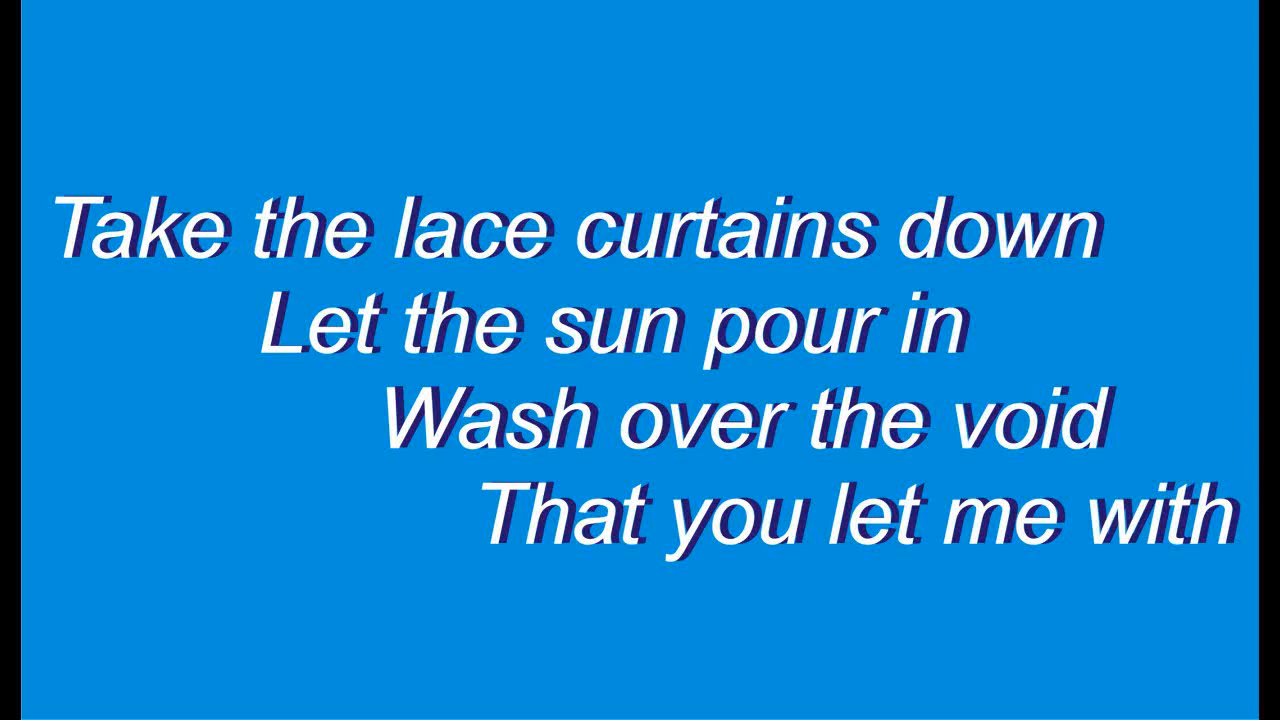 Take the lace curtains down
Let the sun pour in
Wash over the void
That you let me with